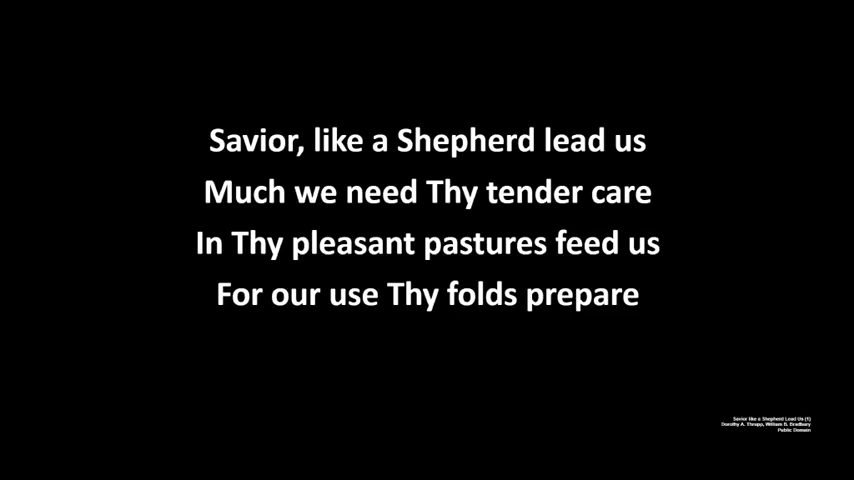 Savior, like a Shepherd lead us
Much we need Thy tender care
In Thy pleasant pastures feed us
For our use Thy folds prepare
Savior like a Shepherd Lead Us (1)
Dorothy A. Thrupp, William B. Bradbury
Public Domain